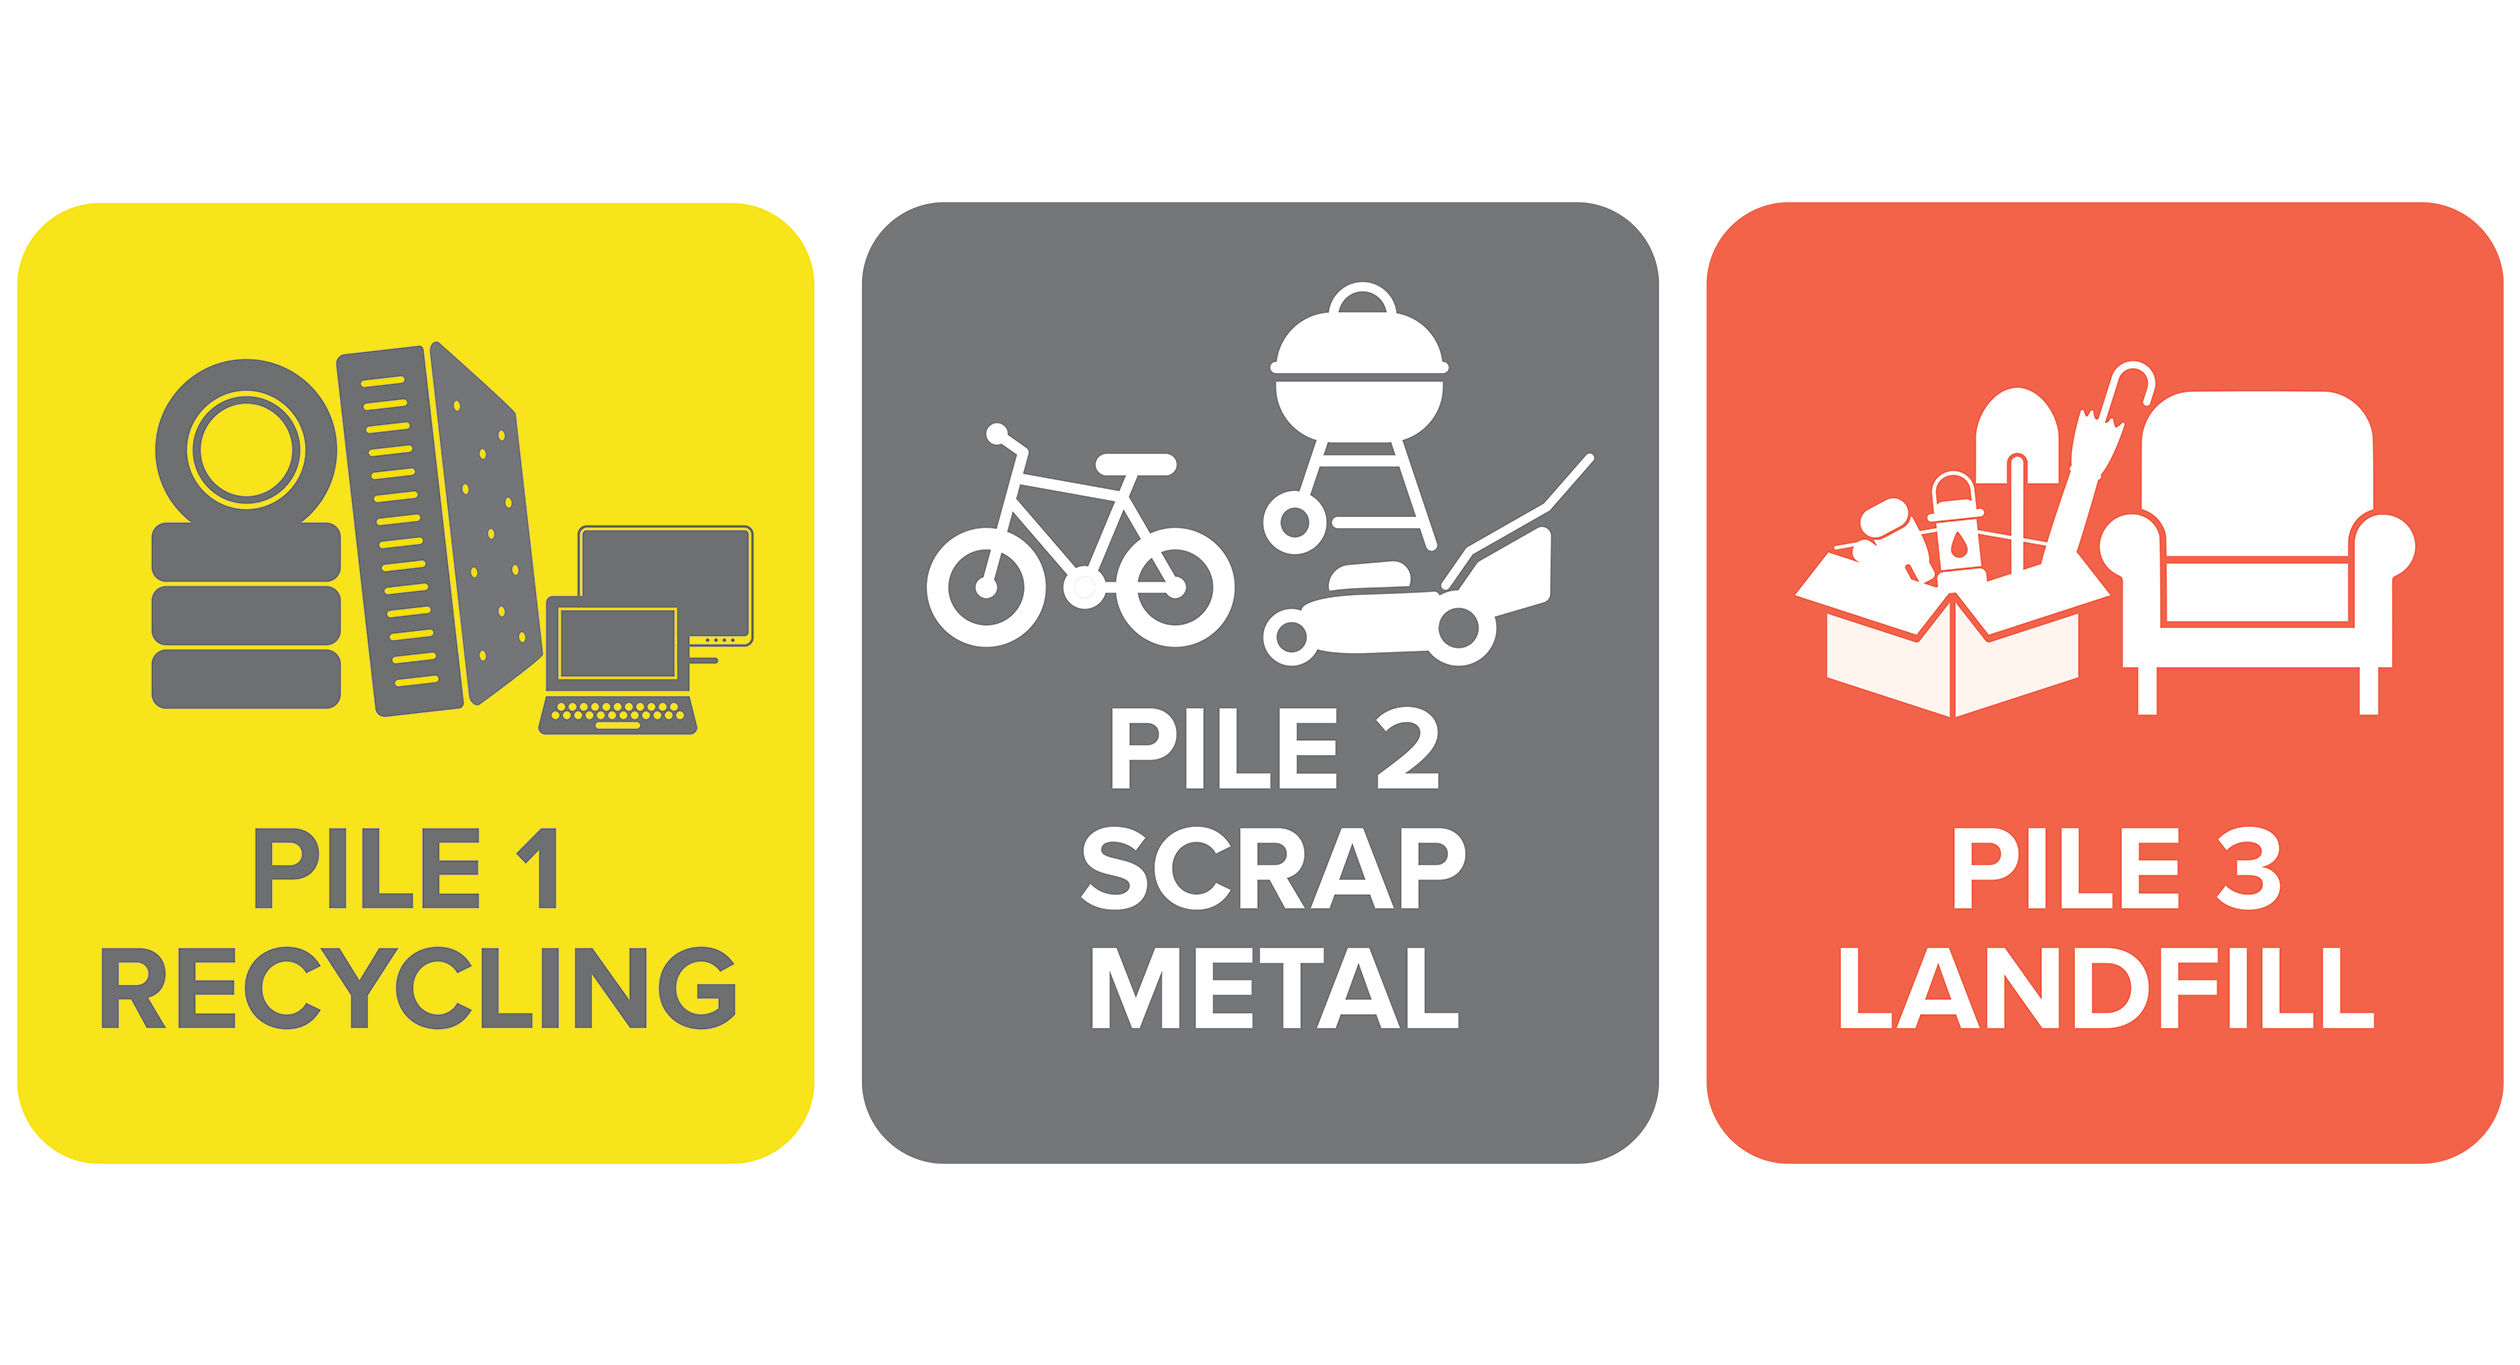 PILE 1
RECYCLING
PILE 2
SCRAP
METAL
PILE 3
LANDFILL